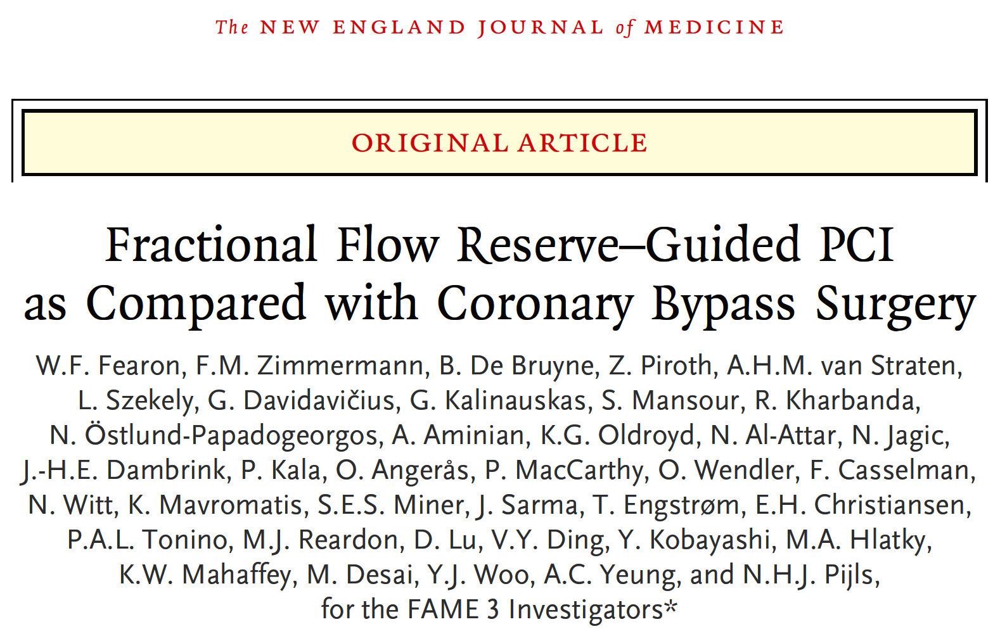 The NEW ENGLAND JOURNAL of MEDICINE
ORIGINAL ARTICLE
Fractional Flow Reserve–Guided PCI
as Compared with Coronary Bypass Surgery
W.F. Fearon, F.M. Zimmermann, B. De Bruyne, Z. Piroth, A.H.M. van Straten,
L. Szekely, G. Davidavičius, G. Kalinauskas, S. Mansour, R. Kharbanda,
N. Östlund-Papadogeorgos, A. Aminian, K.G. Oldroyd, N. Al-Attar, N. Jagic,
J.-H.E. Dambrink, P. Kala, O. Angerås, P. MacCarthy, O. Wendler, F. Casselman,
N. Witt, K. Mavromatis, S.E.S. Miner, J. Sarma, T. Engstrøm, E.H. Christiansen,
P.A.L. Tonino, M.J. Reardon, D. Lu, V.Y. Ding, Y. Kobayashi, M.A. Hlatky,
K.W. Mahaffey, M. Desai, Y.J. Woo, A.C. Yeung, and N.H.J. Pijls,
for the FAME 3 Investigators*